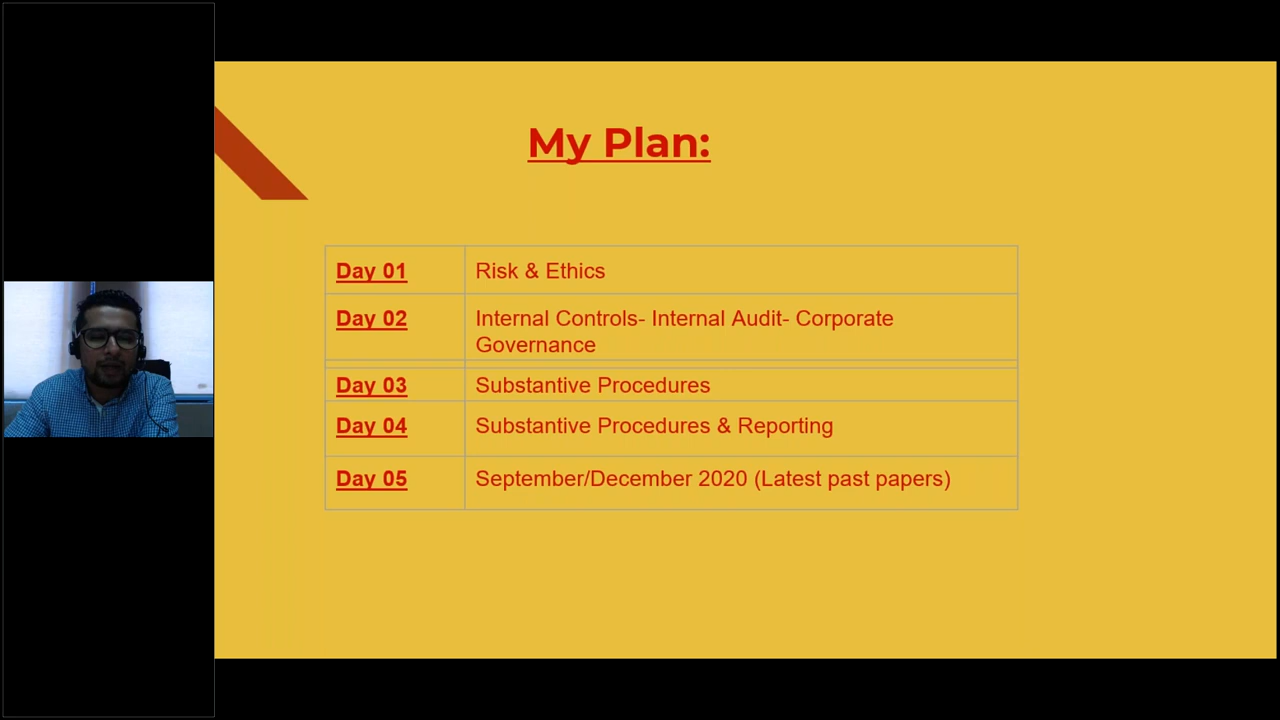 My Plan:
Day 01
Risk & Ethics
Day 02
Internal Controls- Internal Audit- Corporate
Governance
Day 03
Substantive Procedures
Day 04
Substantive Procedures & Reporting
Day 05
September/December 2020 (Latest past papers)